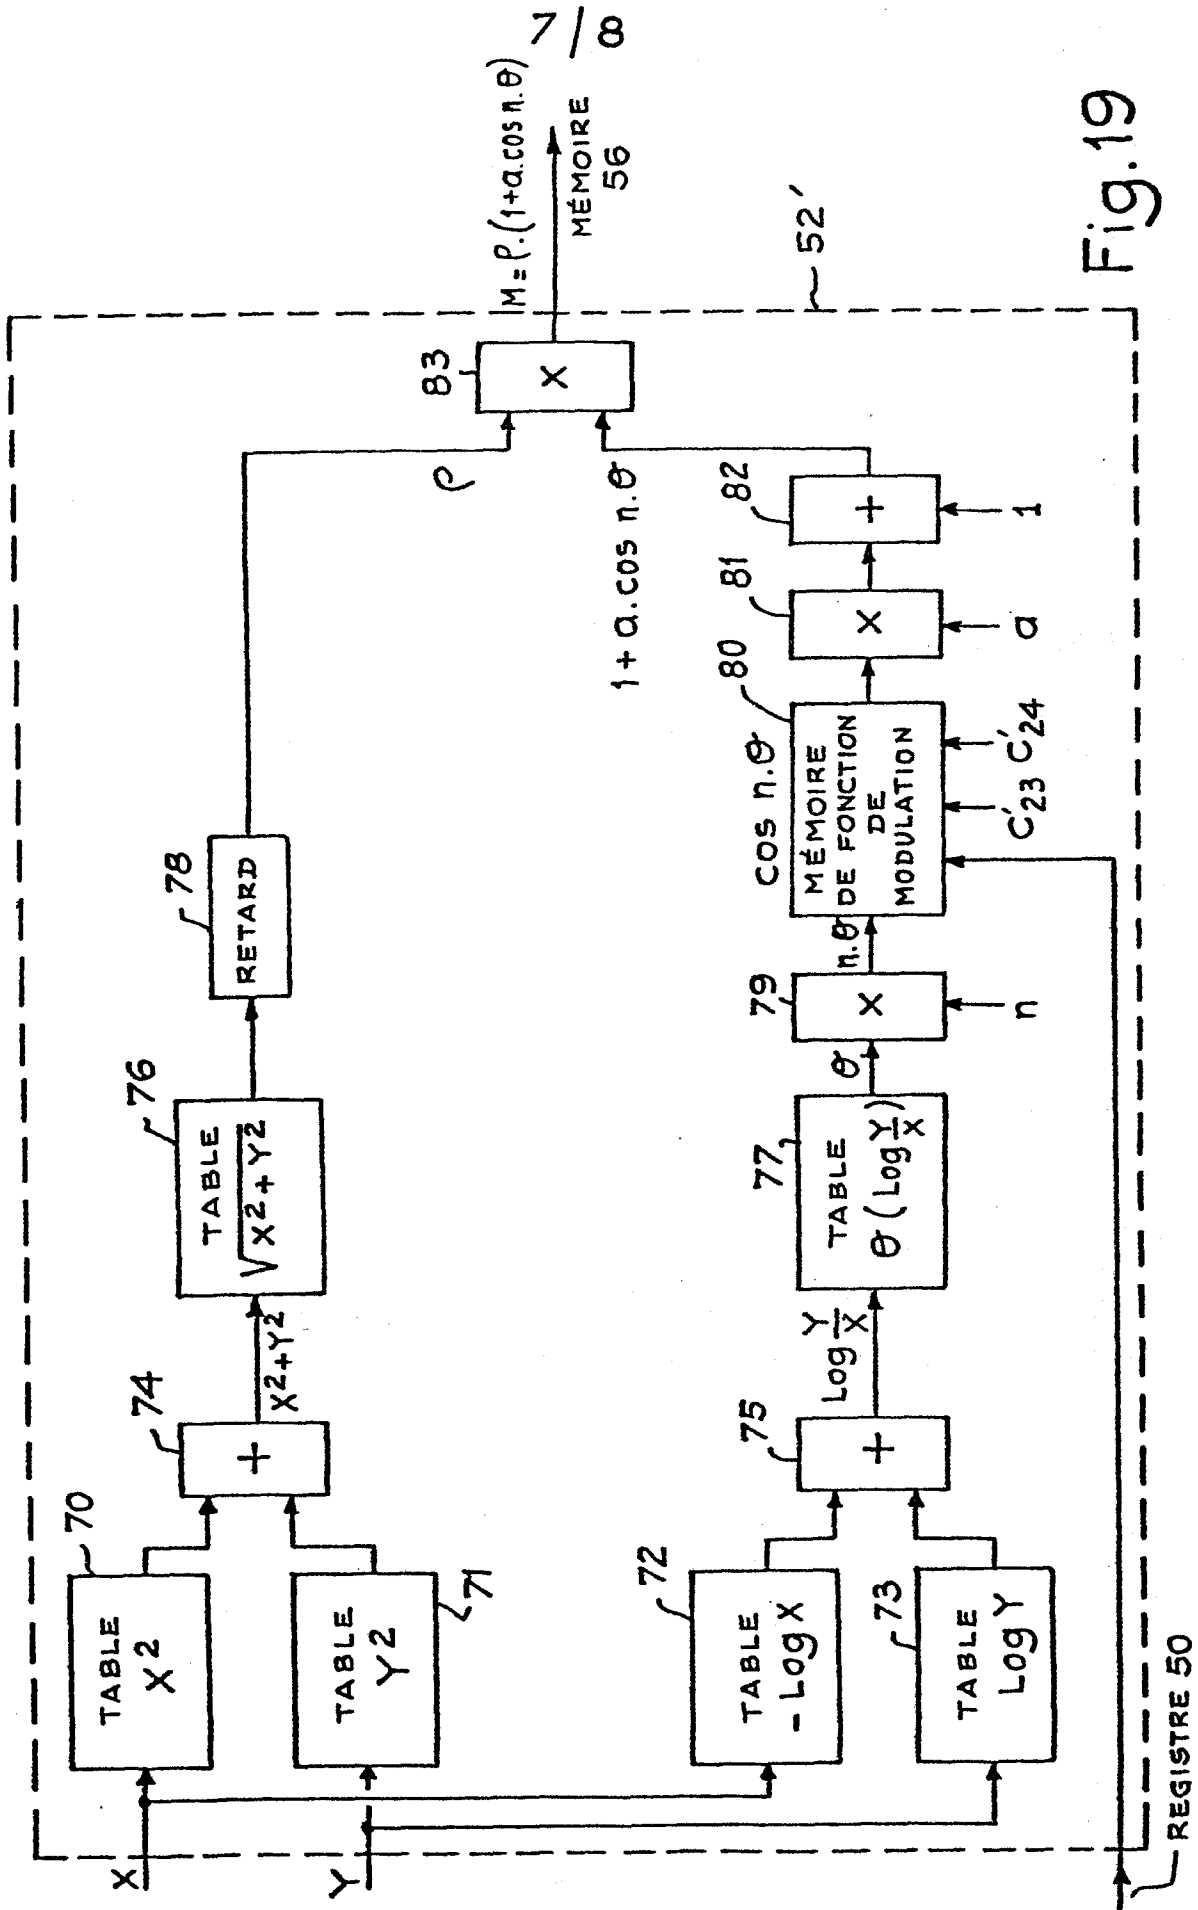 7/8
X
Y
TABLE
X²
70
TABLE
Y²
71
TABLE
- Log X
72
TABLE
Log Y
73
+
74
X²+Y²
+
75
Log Y/X
TABLE
√X²+Y²
76
TABLE
θ (Log Y/X)
77
RETARD
78
θ
X
79
n
n.θ
cos n.θ
MÉMOIRE
DE FONCTION
DE
MODULATION
80
C'23
C'24
X
81
a
+
82
1
ρ
1+a.cos n.θ
X
83
M=ρ.(1+a.cos n.θ)
MÉMOIRE
56
52'
REGISTRE 50
Fig.19